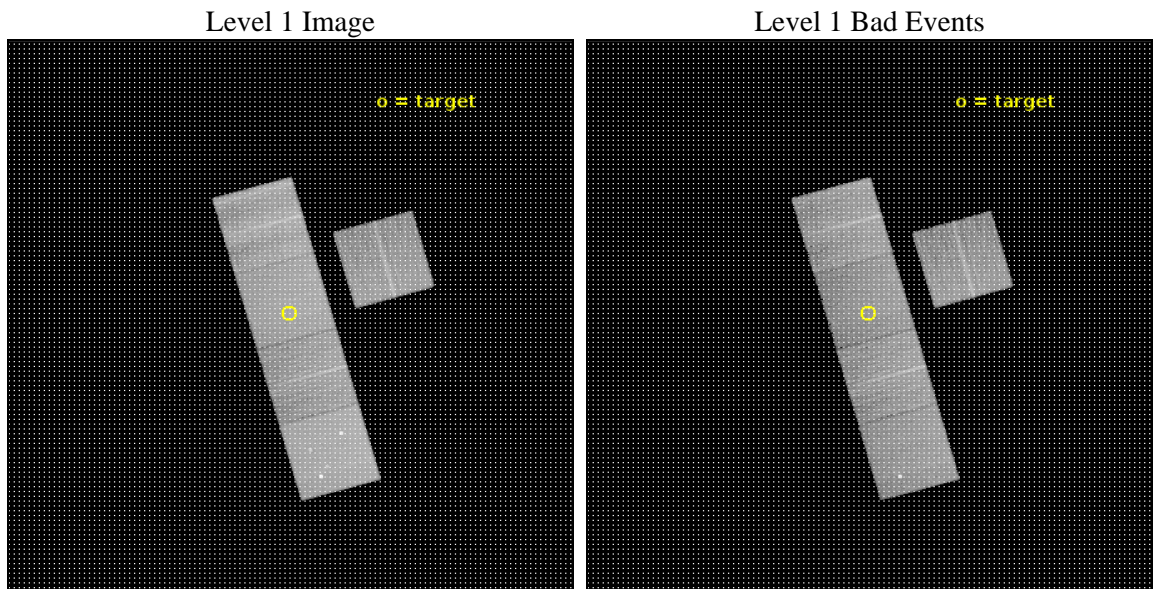 Level 1 Image
Level 1 Bad Events
o = target
o = target